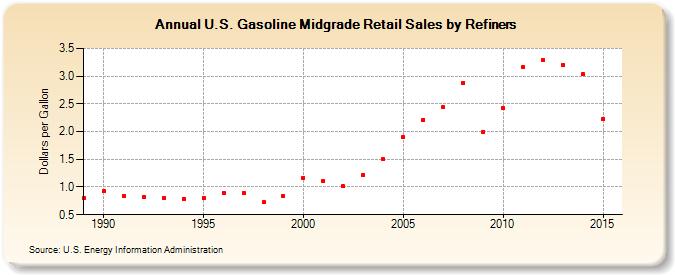 Annual U.S. Gasoline Midgrade Retail Sales by Refiners
Dollars per Gallon
3.5
3.0
2.5
2.0
1.5
1.0
0.5
1990 1995 2000 2005 2010 2015
Source: U.S. Energy Information Administration